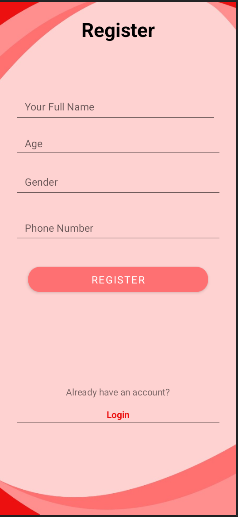 Register
Your Full Name
Age
Gender
Phone Number
REGISTER
Already have an account?
Login